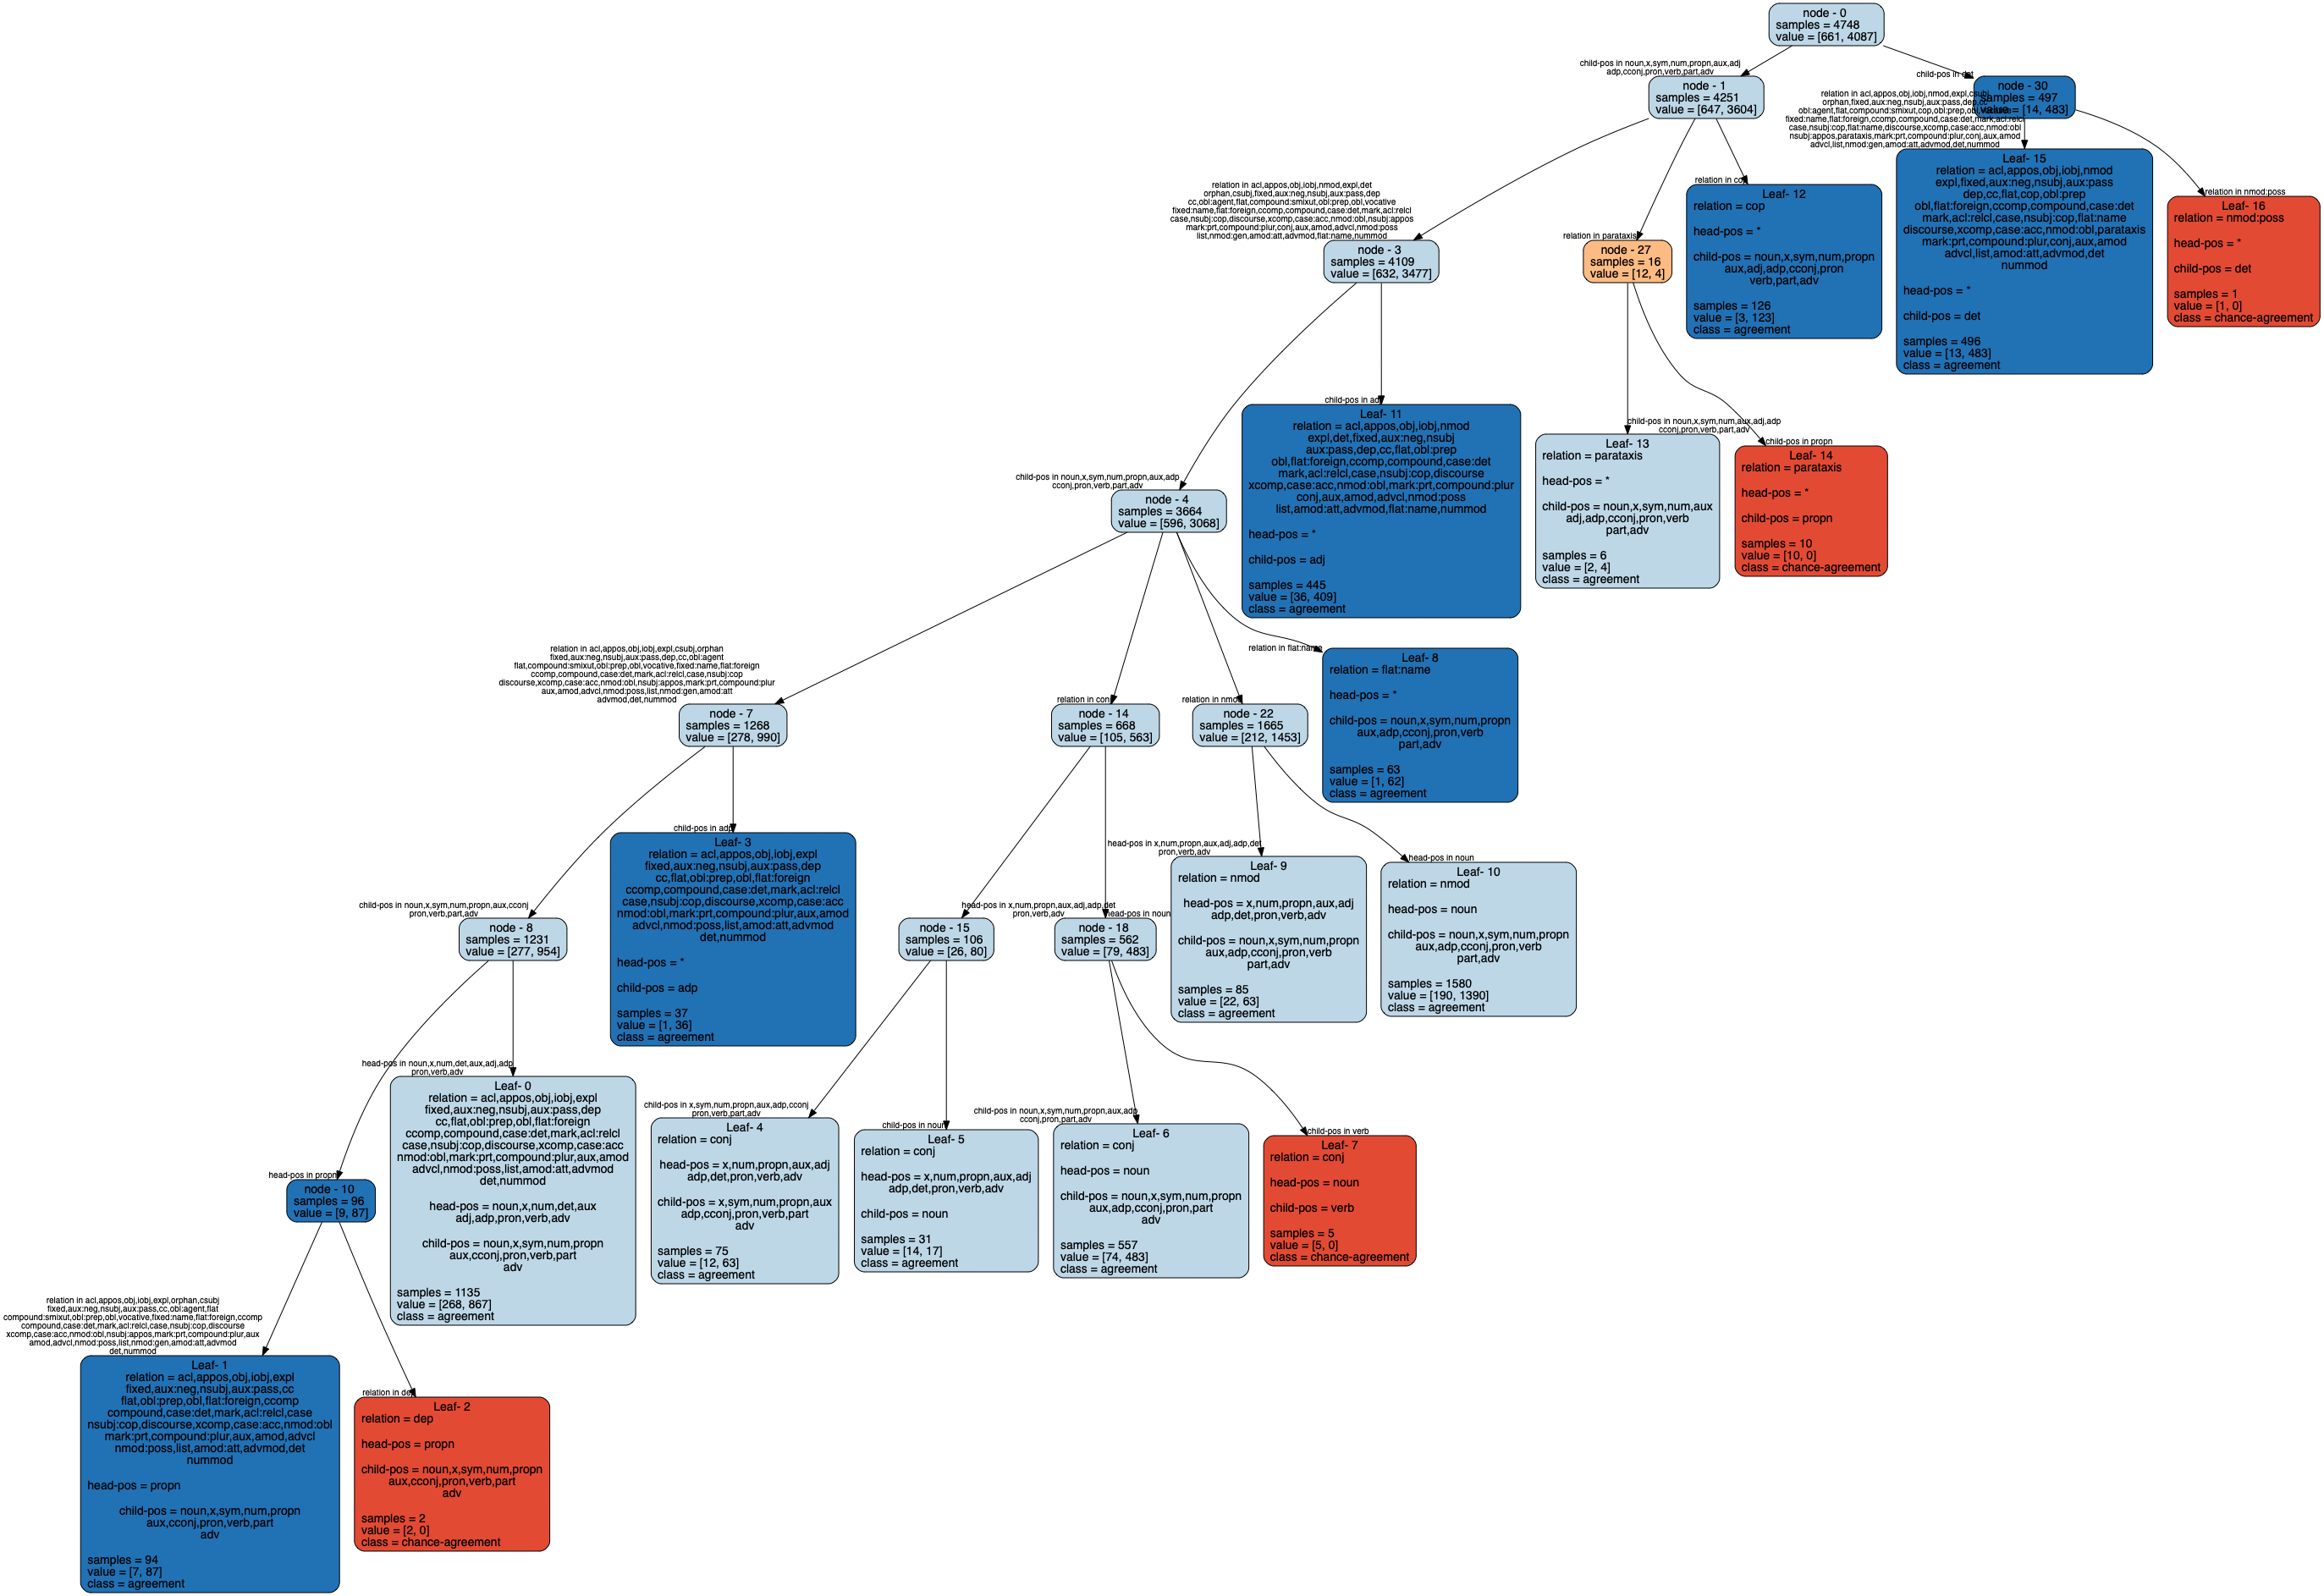 node - 0
samples = 4748
value = [661, 4087]
child-pos in noun,x,sym,num,propn,aux,adj
adp,cconj,pron,verb,part,adv
node - 1
samples = 4251
value = [647, 3604]
child-pos in det
node - 30
samples = 497
value = [14, 483]
relation in acl,appos,obj,iobj,nmod,expl,csubj
orphan,fixed,aux:neg,nsubj,aux:pass,dep,cc
obl:agent,flat,compound:smixut,cop,obl:prep,obl
fixed:name,flat:foreign,ccomp,compound,case:det,mark,acl:relcl
case,nsubj:cop,flat:name,discourse,xcomp,case:acc,nmod:obl
nsubj:appos,parataxis,mark:prt,compound:plur,conj,aux,amod
advcl,list,nmod:gen,amod:att,advmod,det,nummod
Leaf- 15
relation = acl,appos,obj,iobj,nmod
expl,fixed,aux:neg,nsubj,aux:pass
dep,cc,flat,cop,obl:prep
obl,flat:foreign,ccomp,compound,case:det
mark,acl:relcl,case,nsubj:cop,flat:name
discourse,xcomp,case:acc,nmod:obl,parataxis
mark:prt,compound:plur,conj,aux,amod
advcl,list,amod:att,advmod,det
nummod
head-pos = *
child-pos = det
samples = 496
value = [13, 483]
class = agreement
relation in nmod:poss
Leaf- 16
relation = nmod:poss
head-pos = *
child-pos = det
samples = 1
value = [1, 0]
class = chance-agreement
relation in acl,appos,obj,iobj,nmod,expl,det
orphan,csubj,fixed,aux:neg,nsubj,aux:pass,dep
cc,obl:agent,flat,compound:smixut,obl:prep,obl,vocative
fixed:name,flat:foreign,ccomp,compound,case:det,mark,acl:relcl
case,nsubj:cop,discourse,xcomp,case:acc,nmod:obl,nsubj:appos
mark:prt,compound:plur,conj,aux,amod,advcl,nmod:poss
list,nmod:gen,amod:att,advmod,flat:name,nummod
node - 3
samples = 4109
value = [632, 3477]
relation in parataxis
node - 27
samples = 16
value = [12, 4]
relation in cop
Leaf- 12
relation = cop
head-pos = *
child-pos = noun,x,sym,num,propn
aux,adj,adp,cconj,pron
verb,part,adv
samples = 126
value = [3, 123]
class = agreement
child-pos in noun,x,sym,num,propn,aux,adp
cconj,pron,verb,part,adv
node - 4
samples = 3664
value = [596, 3068]
child-pos in adj
Leaf- 11
relation = acl,appos,obj,iobj,nmod
expl,det,fixed,aux:neg,nsubj
aux:pass,dep,cc,flat,obl:prep
obl,flat:foreign,ccomp,compound,case:det
mark,acl:relcl,case,nsubj:cop,discourse
xcomp,case:acc,nmod:obl,mark:prt,compound:plur
conj,aux,amod,advcl,nmod:poss
list,amod:att,advmod,flat:name,nummod
head-pos = *
child-pos = adj
samples = 445
value = [36, 409]
class = agreement
child-pos in noun,x,sym,num,aux,adj,adp
cconj,pron,verb,part,adv
Leaf- 13
relation = parataxis
head-pos = *
child-pos = noun,x,sym,num,aux
adj,adp,cconj,pron,verb
part,adv
samples = 6
value = [2, 4]
class = agreement
child-pos in propn
Leaf- 14
relation = parataxis
head-pos = *
child-pos = propn
samples = 10
value = [10, 0]
class = chance-agreement
relation in acl,appos,obj,iobj,expl,csubj,orphan
fixed,aux:neg,nsubj,aux:pass,dep,cc,obl:agent
flat,compound:smixut,obl:prep,obl,vocative,fixed:name,flat:foreign
ccomp,compound,case:det,mark,acl:relcl,case,nsubj:cop
discourse,xcomp,case:acc,nmod:obl,nsubj:appos,mark:prt,compound:plur
aux,amod,advcl,nmod:poss,list,nmod:gen,amod:att
advmod,det,nummod
node - 7
samples = 1268
value = [278, 990]
relation in conj
node - 14
samples = 668
value = [105, 563]
relation in nmod
node - 22
samples = 1665
value = [212, 1453]
relation in flat:name
Leaf- 8
relation = flat:name
head-pos = *
child-pos = noun,x,sym,num,propn
aux,adp,cconj,pron,verb
part,adv
samples = 63
value = [1, 62]
class = agreement
child-pos in noun,x,sym,num,propn,aux,cconj
pron,verb,part,adv
node - 8
samples = 1231
value = [277, 954]
child-pos in adp
Leaf- 3
relation = acl,appos,obj,iobj,expl
fixed,aux:neg,nsubj,aux:pass,dep
cc,flat,obl:prep,obl,flat:foreign
ccomp,compound,case:det,mark,acl:relcl
case,nsubj:cop,discourse,xcomp,case:acc
nmod:obl,mark:prt,compound:plur,aux,amod
advcl,nmod:poss,list,amod:att,advmod
det,nummod
head-pos = *
child-pos = adp
samples = 37
value = [1, 36]
class = agreement
head-pos in x,num,propn,aux,adj,adp,det
pron,verb,adv
node - 15
samples = 106
value = [26, 80]
head-pos in noun
node - 18
samples = 562
value = [79, 483]
head-pos in x,num,propn,aux,adj,adp,det
pron,verb,adv
Leaf- 9
relation = nmod
head-pos = x,num,propn,aux,adj
adp,det,pron,verb,adv
child-pos = noun,x,sym,num,propn
aux,adp,cconj,pron,verb
part,adv
samples = 85
value = [22, 63]
class = agreement
head-pos in noun
Leaf- 10
relation = nmod
head-pos = noun
child-pos = noun,x,sym,num,propn
aux,adp,cconj,pron,verb
part,adv
samples = 1580
value = [190, 1390]
class = agreement
head-pos in propn
node - 10
samples = 96
value = [9, 87]
head-pos in noun,x,num,det,aux,adj,adp
pron,verb,adv
Leaf- 0
relation = acl,appos,obj,iobj,expl
fixed,aux:neg,nsubj,aux:pass,dep
cc,flat,obl:prep,obl,flat:foreign
ccomp,compound,case:det,mark,acl:relcl
case,nsubj:cop,discourse,xcomp,case:acc
nmod:obl,mark:prt,compound:plur,aux,amod
advcl,nmod:poss,list,amod:att,advmod
det,nummod
head-pos = noun,x,num,det,aux
adj,adp,pron,verb,adv
child-pos = noun,x,sym,num,propn
aux,cconj,pron,verb,part
adv
samples = 1135
value = [268, 867]
class = agreement
child-pos in x,sym,num,propn,aux,adp,cconj
pron,verb,part,adv
Leaf- 4
relation = conj
head-pos = x,num,propn,aux,adj
adp,det,pron,verb,adv
child-pos = x,sym,num,propn,aux
adp,cconj,pron,verb,part
adv
samples = 75
value = [12, 63]
class = agreement
child-pos in noun
Leaf- 5
relation = conj
head-pos = x,num,propn,aux,adj
adp,det,pron,verb,adv
child-pos = noun
samples = 31
value = [14, 17]
class = agreement
child-pos in noun,x,sym,num,propn,aux,adp
cconj,pron,part,adv
Leaf- 6
relation = conj
head-pos = noun
child-pos = noun,x,sym,num,propn
aux,adp,cconj,pron,part
adv
samples = 557
value = [74, 483]
class = agreement
child-pos in verb
Leaf- 7
relation = conj
head-pos = noun
child-pos = verb
samples = 5
value = [5, 0]
class = chance-agreement
relation in acl,appos,obj,iobj,expl,orphan,csubj
fixed,aux:neg,nsubj,aux:pass,cc,obl:agent,flat
compound:smixut,obl:prep,obl,vocative,fixed:name,flat:foreign,ccomp
compound,case:det,mark,acl:relcl,case,nsubj:cop,discourse
xcomp,case:acc,nmod:obl,nsubj:appos,mark:prt,compound:plur,aux
amod,advcl,nmod:poss,list,nmod:gen,amod:att,advmod
det,nummod
Leaf- 1
relation = acl,appos,obj,iobj,expl
fixed,aux:neg,nsubj,aux:pass,cc
flat,obl:prep,obl,flat:foreign,ccomp
compound,case:det,mark,acl:relcl,case
nsubj:cop,discourse,xcomp,case:acc,nmod:obl
mark:prt,compound:plur,aux,amod,advcl
nmod:poss,list,amod:att,advmod,det
nummod
head-pos = propn
child-pos = noun,x,sym,num,propn
aux,cconj,pron,verb,part
adv
samples = 94
value = [7, 87]
class = agreement
relation in dep
Leaf- 2
relation = dep
head-pos = propn
child-pos = noun,x,sym,num,propn
aux,cconj,pron,verb,part
adv
samples = 2
value = [2, 0]
class = chance-agreement